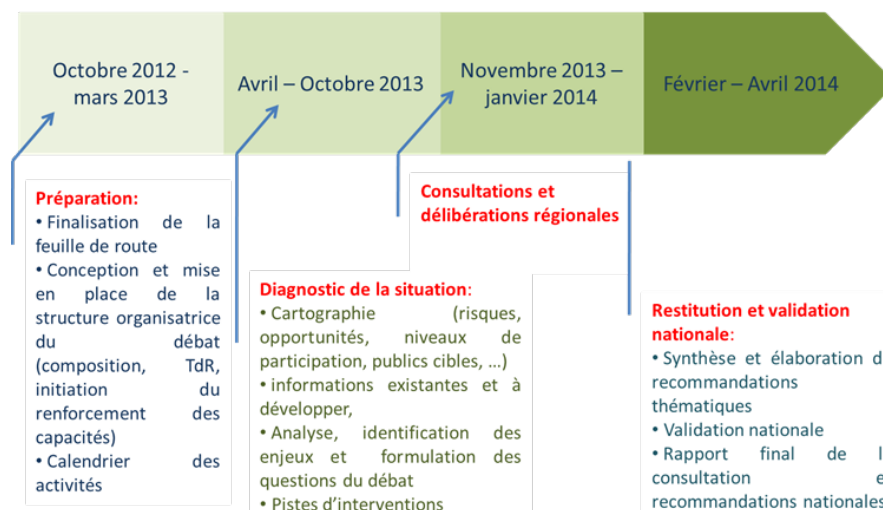 Octobre 2012 -
mars 2013
Avril – Octobre 2013
Novembre 2013 –
janvier 2014
Février – Avril 2014
Préparation:
• Finalisation de la
feuille de route
• Conception et mise
en place de la
structure organisatrice
du débat
(composition, TdR,
initiation du
renforcement des
capacités)
• Calendrier des
activités
Diagnostic de la situation:
• Cartographie (risques,
opportunités, niveaux de
participation, publics cibles, ...)
• informations existantes et à
développer,
• Analyse, identification des
enjeux et formulation des
questions du débat
• Pistes d'interventions
Consultations et
délibérations régionales
Restitution et validation
nationale:
• Synthèse et élaboration d
recommandations
thématiques
• Validation nationale
• Rapport final de l
consultation e
recommandations nationales